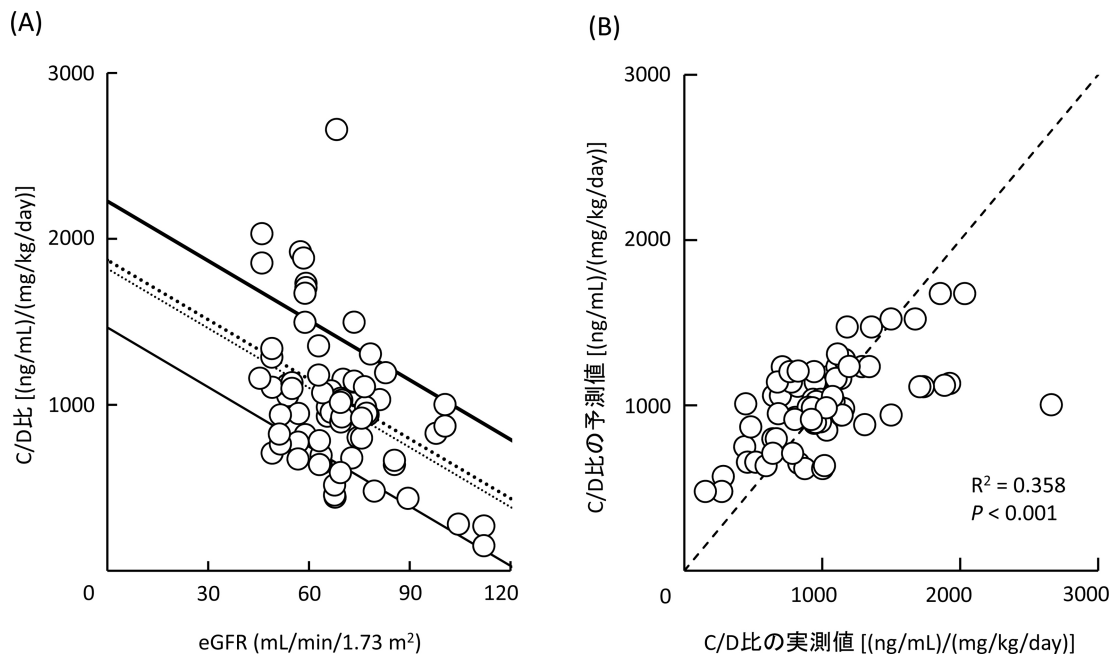 (A)
3000
2000
1000
0
30
60
90
120
C/D比 [(ng/mL)/(mg/kg/day)]
eGFR (mL/min/1.73 m²)
(B)
3000
2000
1000
0
1000
2000
3000
C/D比の予測値 [(ng/mL)/(mg/kg/day)]
R² = 0.358
P < 0.001
C/D比の実測値 [(ng/mL)/(mg/kg/day)]